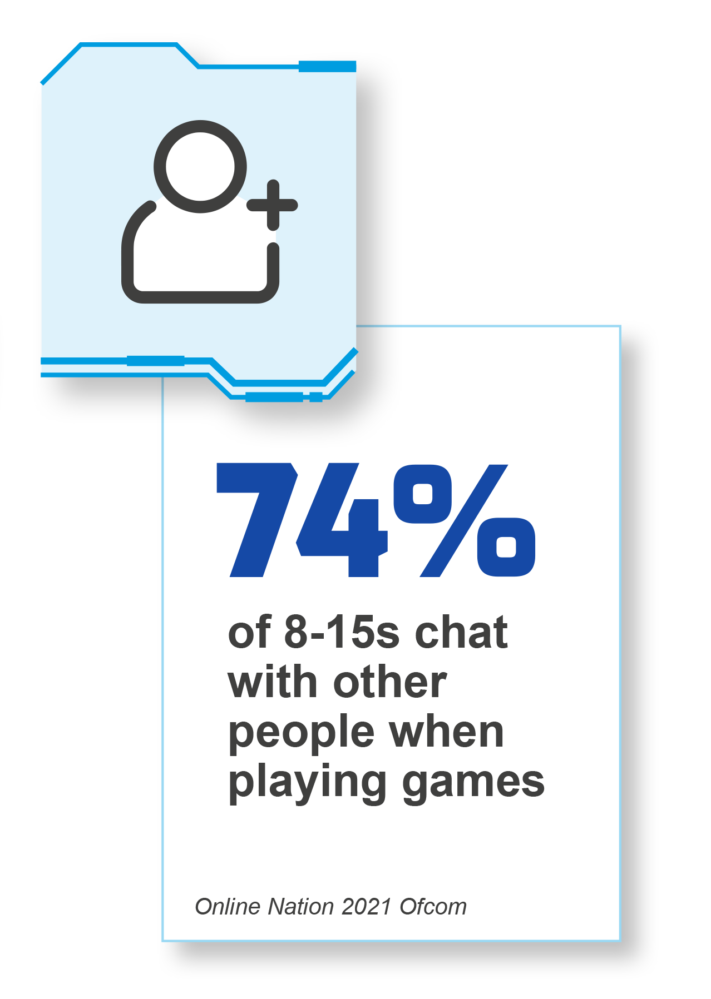 74%
of 8-15s chat
with other
people when
playing games
Online Nation 2021 Ofcom